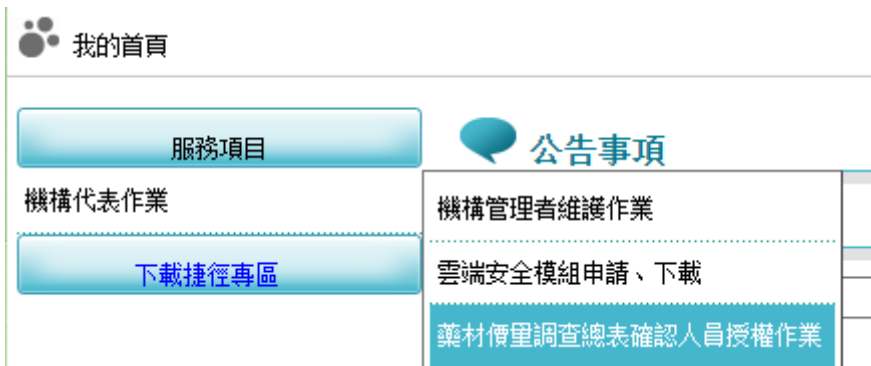 我的首頁
服務項目
公告事項
機構代表作業
機構管理者維護作業
下載捷徑專區
雲端安全模組申請、下載
藥材價量調查總表確認人員授權作業